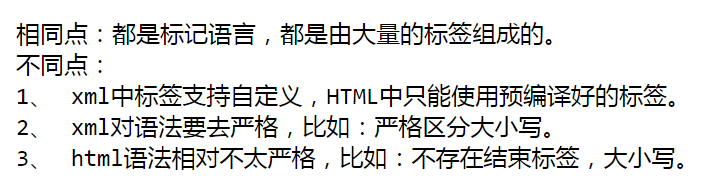 相同点：都是标记语言，都是由大量的标签组成的。
不同点：
1、 xml中标签支持自定义，HTML中只能使用预编译好的标签。
2、 xml对语法要去严格，比如：严格区分大小写。
3、 html语法相对不太严格，比如：不存在结束标签，大小写。